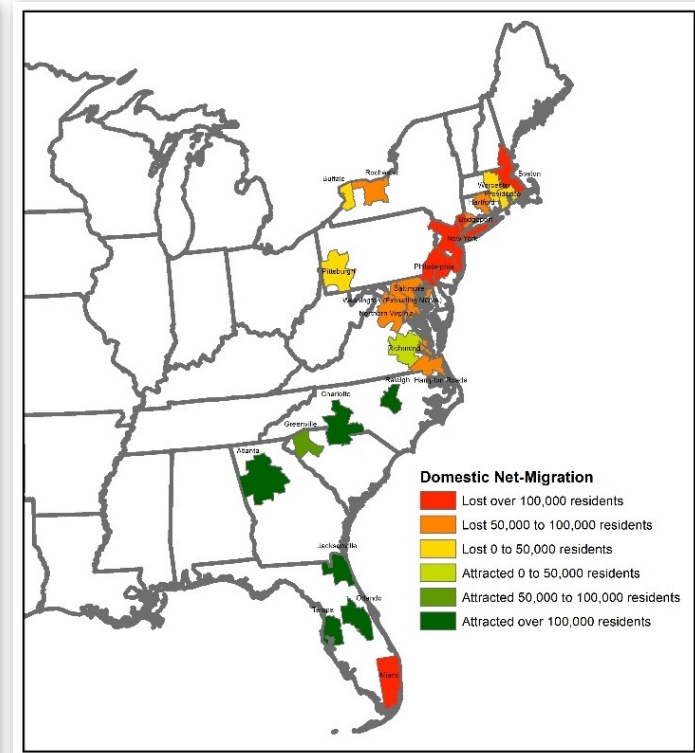 Buffalo
Rochester
Boston
Worcester
Providence
Hartford
Bridgeport
New York
Philadelphia
Pittsburgh
Baltimore
Washington (Excluding NOVA)
Northern Virginia
Richmond
Hampton Roads
Raleigh
Charlotte
Greenville
Atlanta
Domestic Net-Migration
Lost over 100,000 residents
Lost 50,000 to 100,000 residents
Lost 0 to 50,000 residents
Attracted 0 to 50,000 residents
Attracted 50,000 to 100,000 residents
Attracted over 100,000 residents
Jacksonville
Orlando
Tampa
Miami